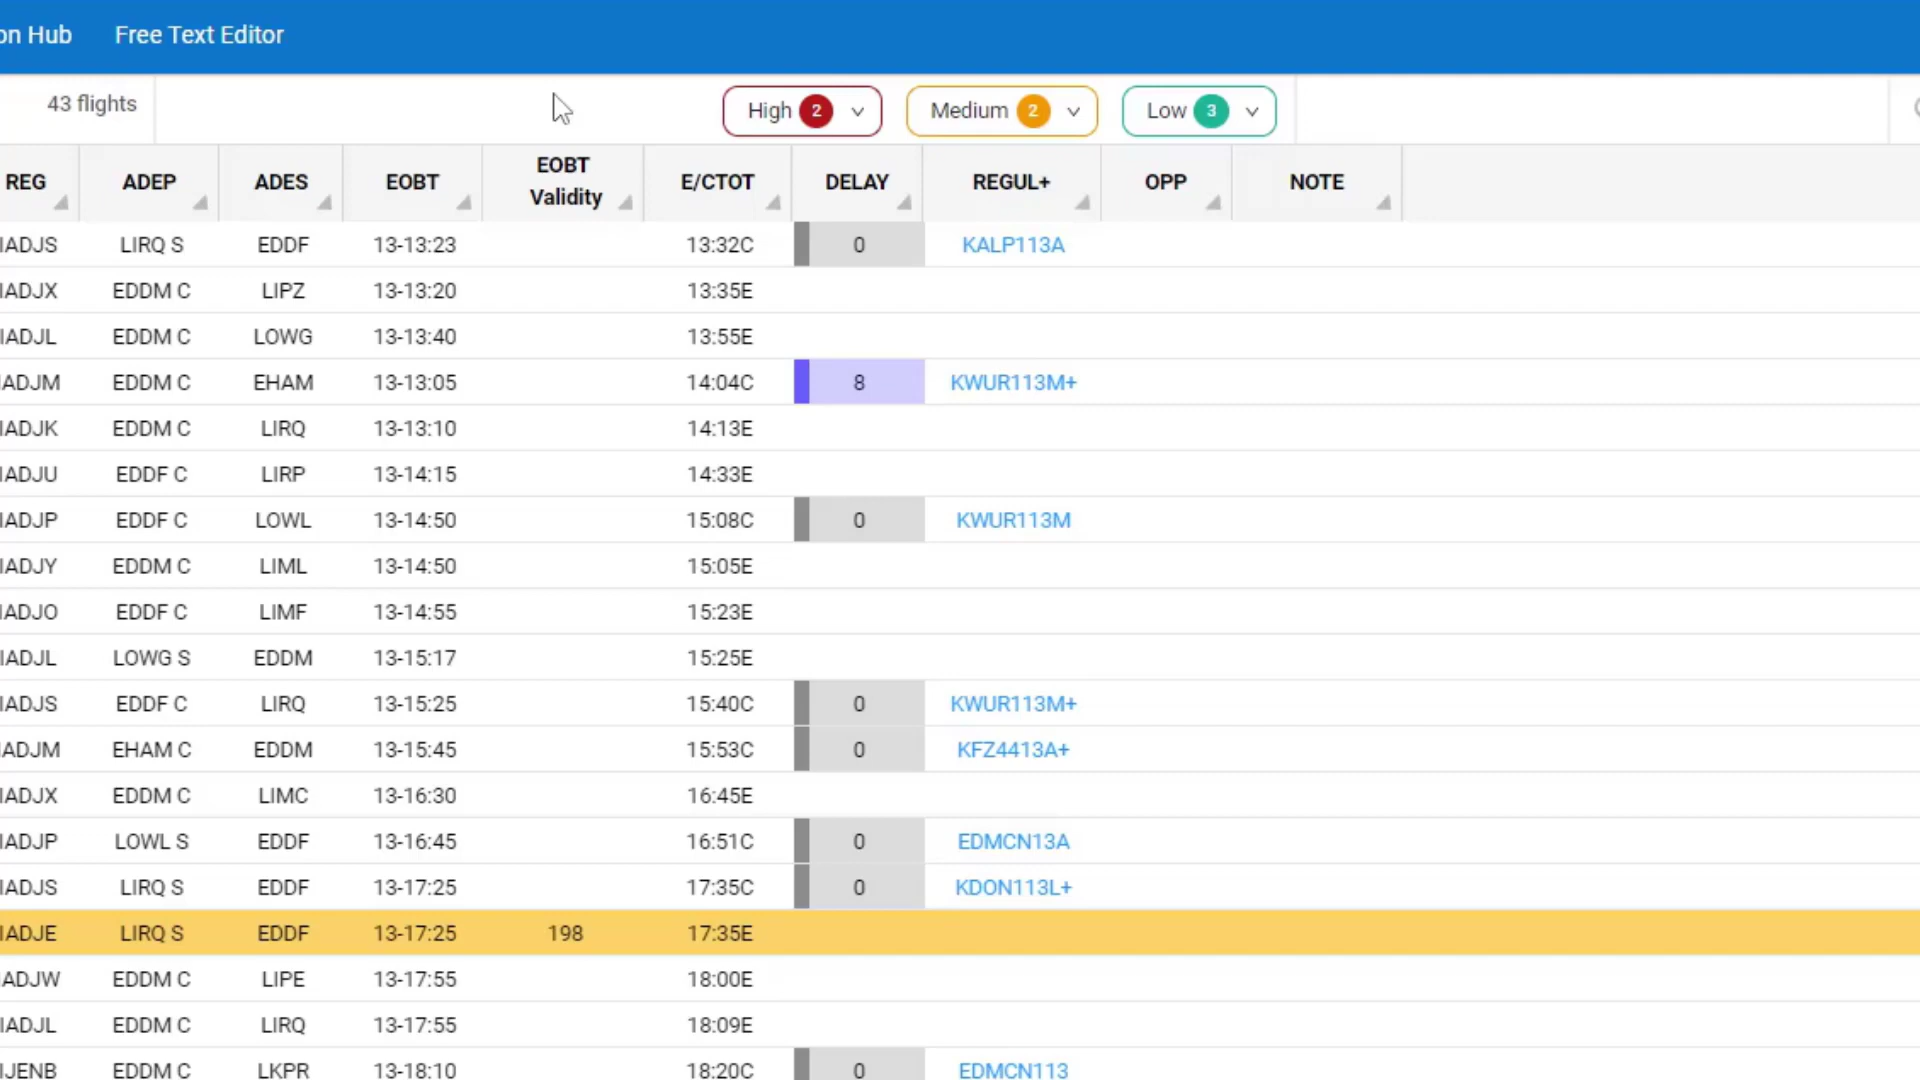 on Hub Free Text Editor
43 flights High 2 Medium 2 Low 3
REG ADEP ADES EOBT EOBT Validity E/CTOT DELAY REGUL+ OPP NOTE
IADJS LIRQ S EDDF 13-13:23 13:32C 0 KALP113A
IADJX EDDM C LIPZ 13-13:20 13:35E
IADJL EDDM C LOWG 13-13:40 13:55E
ADJM EDDM C EHAM 13-13:05 14:04C 8 KWUR113M+
IADJK EDDM C LIRQ 13-13:10 14:13E
IADJU EDDF C LIRP 13-14:15 14:33E
IADJP EDDF C LOWL 13-14:50 15:08C 0 KWUR113M
IADJY EDDM C LIML 13-14:50 15:05E
IADJO EDDF C LIMF 13-14:55 15:23E
IADJL LOWG S EDDM 13-15:17 15:25E
IADJS EDDF C LIRQ 13-15:25 15:40C 0 KWUR113M+
ADJM EHAM C EDDM 13-15:45 15:53C 0 KFZ4413A+
IADJX EDDM C LIMC 13-16:30 16:45E
IADJP LOWL S EDDF 13-16:45 16:51C 0 EDMCN13A
IADJS LIRQ S EDDF 13-17:25 17:35C 0 KDON113L+
IADJE LIRQ S EDDF 13-17:25 198 17:35E
ADJW EDDM C LIPE 13-17:55 18:00E
IADJL EDDM C LIRQ 13-17:55 18:09E
IJENB EDDM C LKPR 13-18:10 18:20C 0 EDMCN113